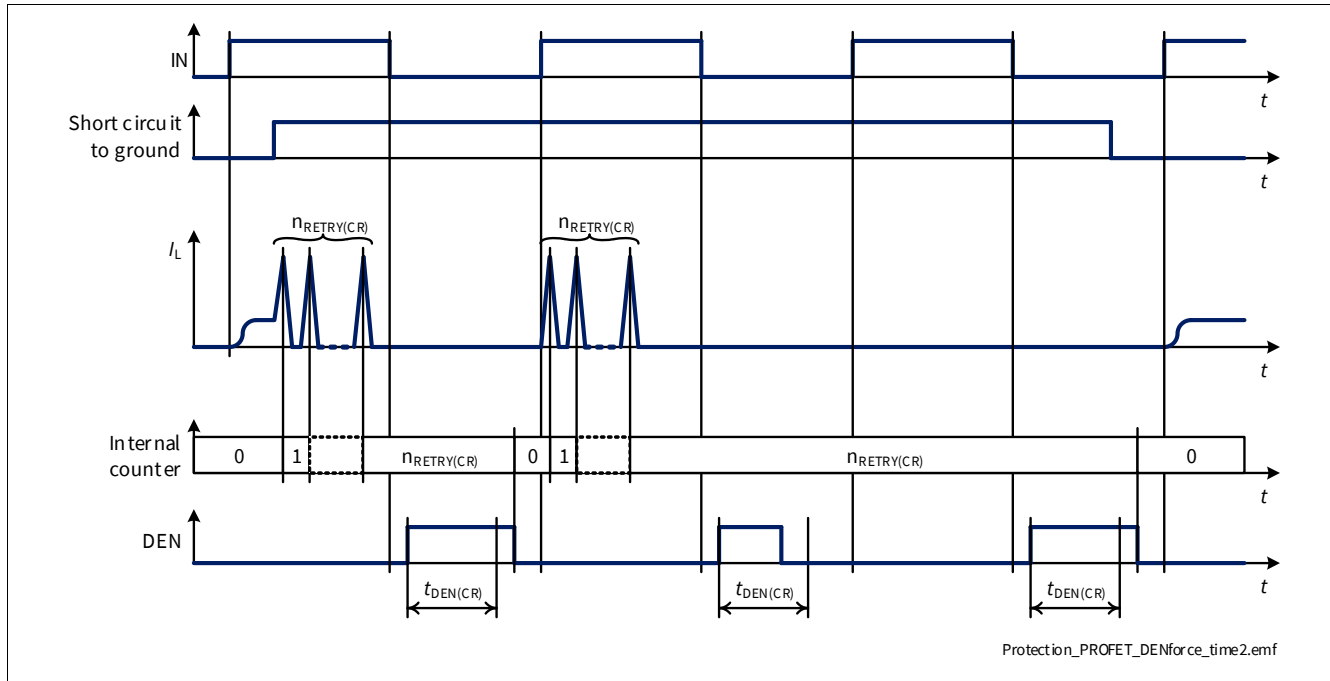 IN
t
Short circuit
to ground
t
nRETRY(CR) nRETRY(CR)
IL
t
Internal
counter
0 1 nRETRY(CR) 0 1 nRETRY(CR) 0
t
DEN
t
tDEN(CR) tDEN(CR) tDEN(CR)
Protection_PROFET_DENforce_time2.emf